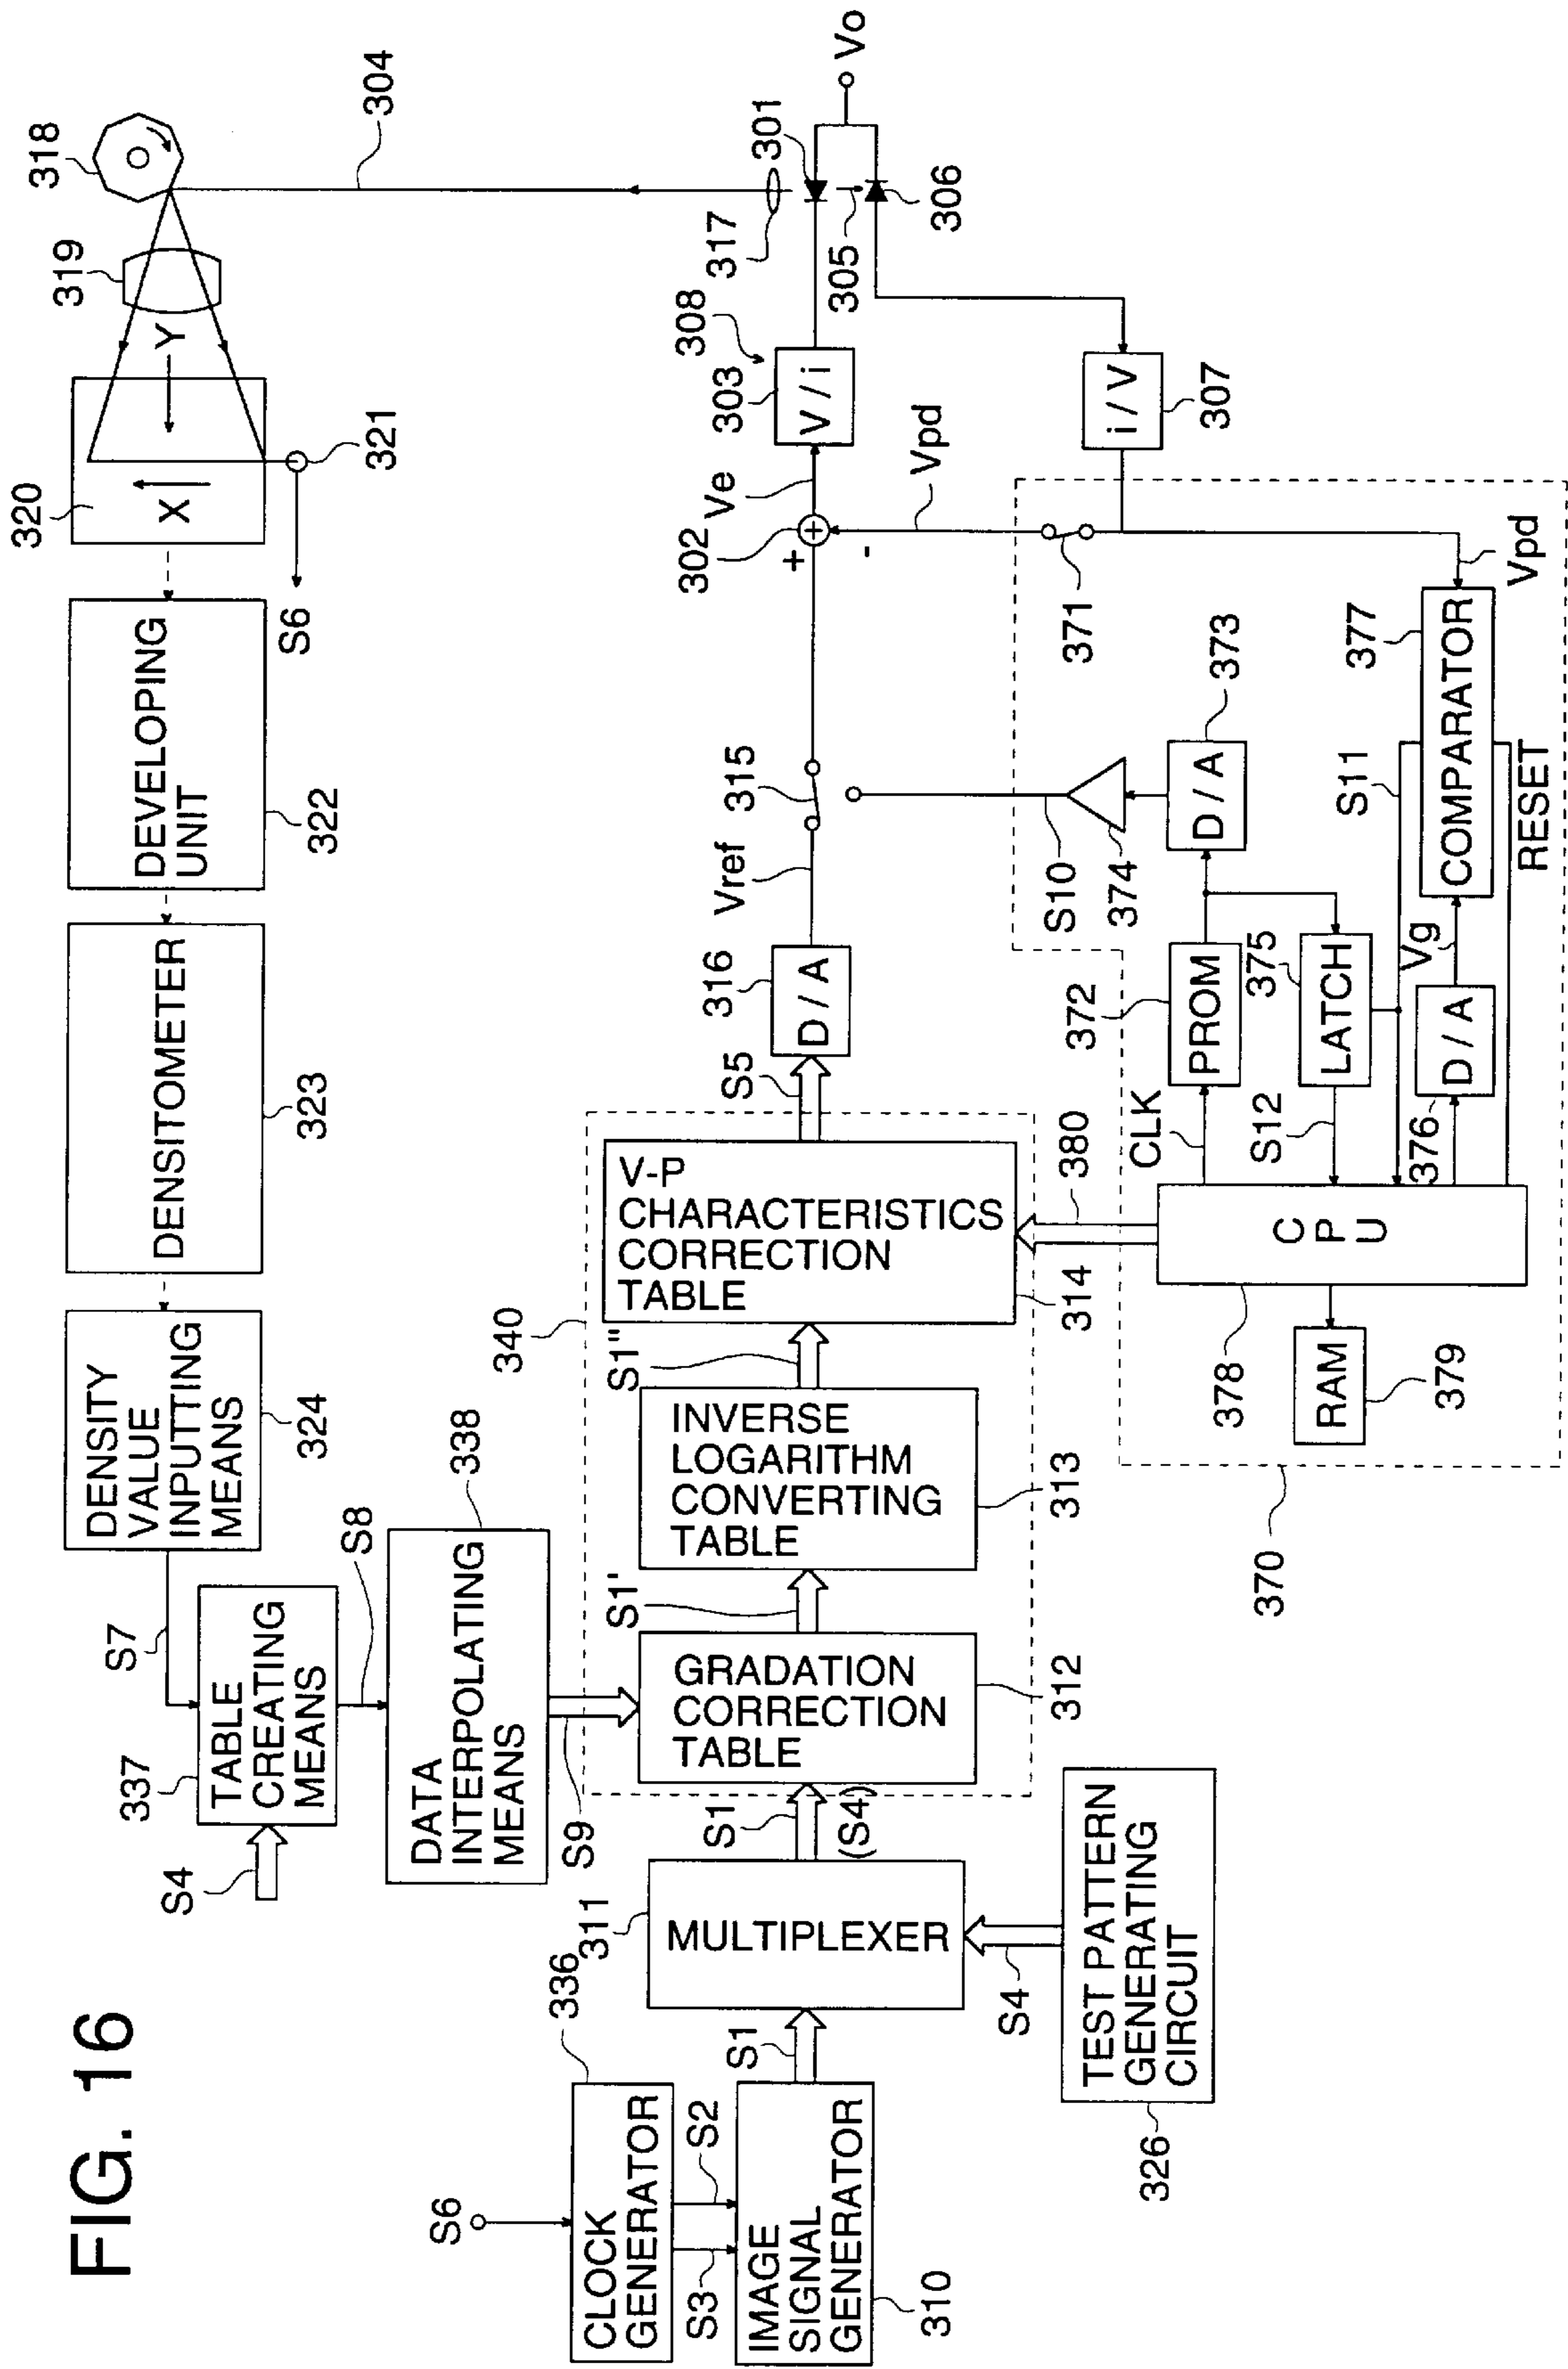 FIG. 16
S6
336
CLOCK
GENERATOR
S3
S2
IMAGE
SIGNAL
GENERATOR
310
S1
311
MULTIPLEXER
S4
TEST PATTERN
GENERATING
CIRCUIT
326
S1
(S4)
340
GRADATION
CORRECTION
TABLE
312
S1'
INVERSE
LOGARITHM
CONVERTING
TABLE
313
S1"
V-P
CHARACTERISTICS
CORRECTION
TABLE
314
380
S5
316
D / A
Vref
315
302
+
+
-
Ve
303
308
V / i
317
301
Vo
305
306
304
318
319
320
X
Y
321
S6
DEVELOPING
UNIT
322
DENSITOMETER
323
DENSITY
VALUE
INPUTTING
MEANS
324
S7
337
TABLE
CREATING
MEANS
S4
S8
338
DATA
INTERPOLATING
MEANS
S9
i / V
307
Vpd
371
Vpd
S10
374
373
D / A
372
PROM
CLK
375
LATCH
S12
S11
377
COMPARATOR
RESET
Vg
376
D / A
CPU
378
RAM
379
370